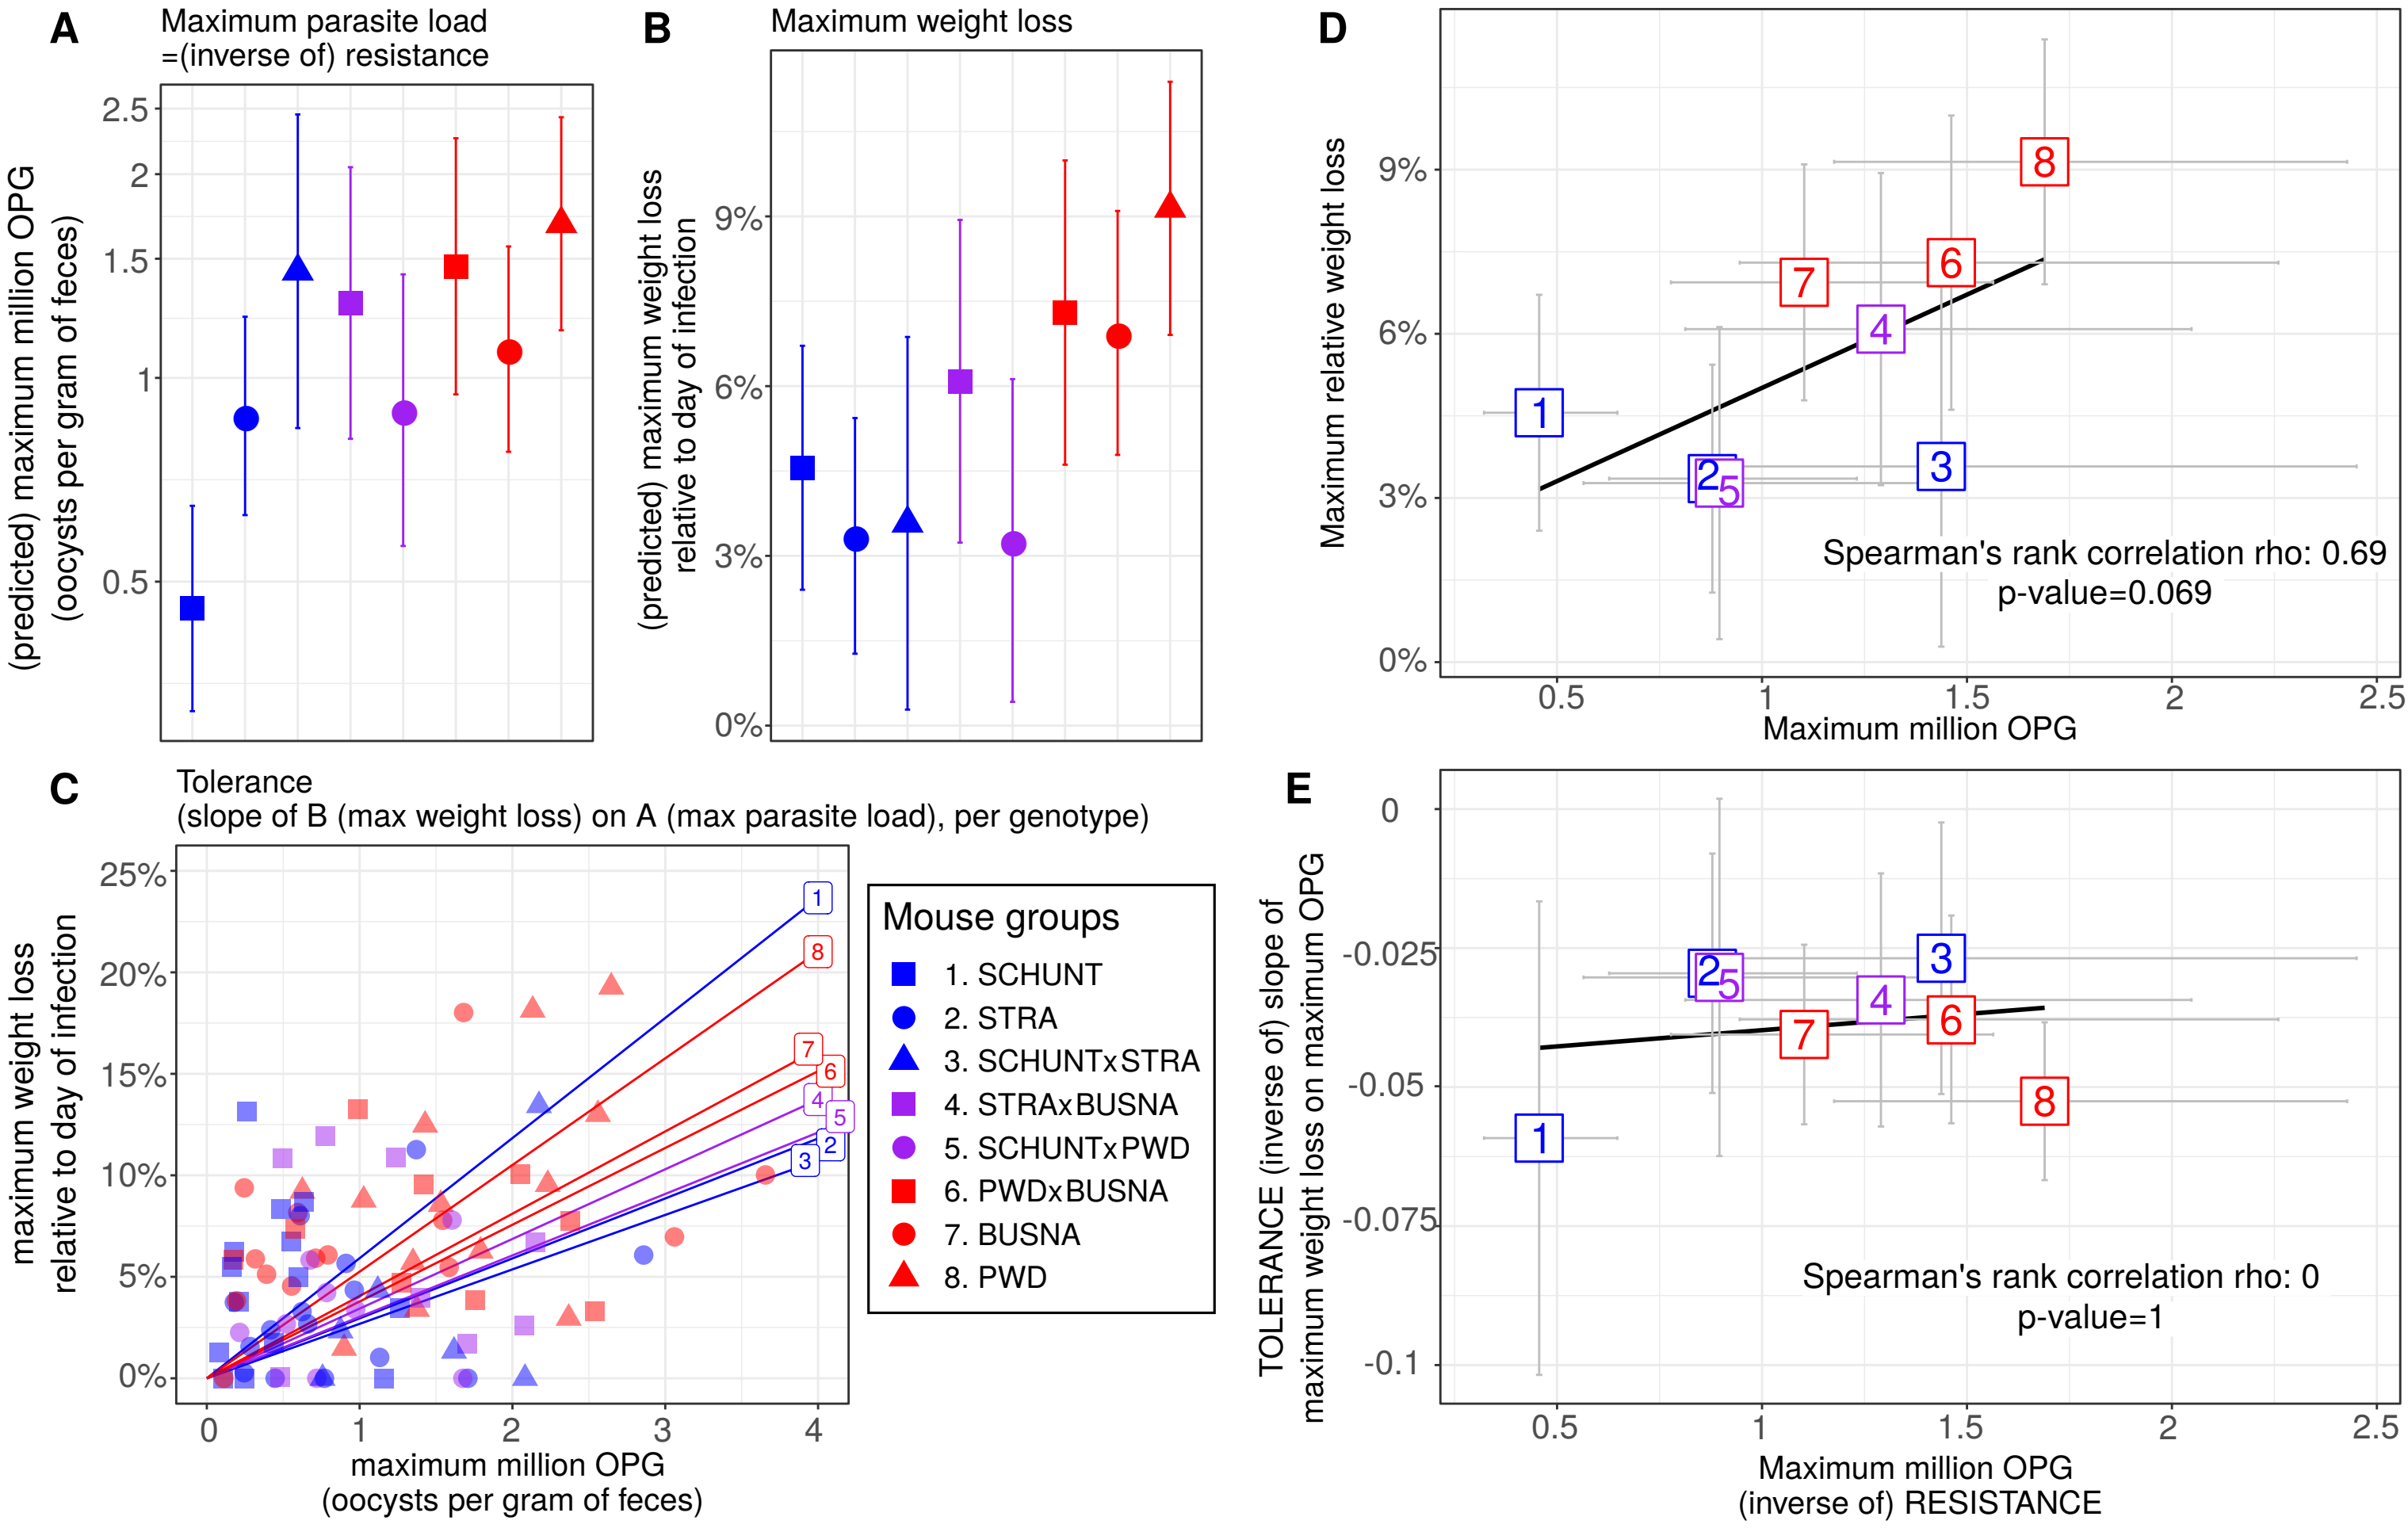 A
Maximum parasite load
=(inverse of) resistance
(predicted) maximum million OPG
(oocysts per gram of feces)
2.5
2
1.5
1
0.5
B
Maximum weight loss
(predicted) maximum weight loss
relative to day of infection
9%
6%
3%
0%
C
Tolerance
(slope of B (max weight loss) on A (max parasite load), per genotype)
maximum weight loss
relative to day of infection
25%
20%
15%
10%
5%
0%
1
8
7
6
4
5
2
3
0
1
2
3
4
maximum million OPG
(oocysts per gram of feces)
Mouse groups
1. SCHUNT
2. STRA
3. SCHUNTxSTRA
4. STRAxBUSNA
5. SCHUNTxPWD
6. PWDxBUSNA
7. BUSNA
8. PWD
D
Maximum relative weight loss
9%
6%
3%
0%
8
6
7
4
1
3
2
5
Spearman's rank correlation rho: 0.69
p-value=0.069
0.5
1
1.5
2
2.5
Maximum million OPG
E
TOLERANCE (inverse of) slope of
maximum weight loss on maximum OPG
0
-0.025
-0.05
-0.075
-0.1
3
2
5
4
6
7
8
1
Spearman's rank correlation rho: 0
p-value=1
0.5
1
1.5
2
2.5
Maximum million OPG
(inverse of) RESISTANCE